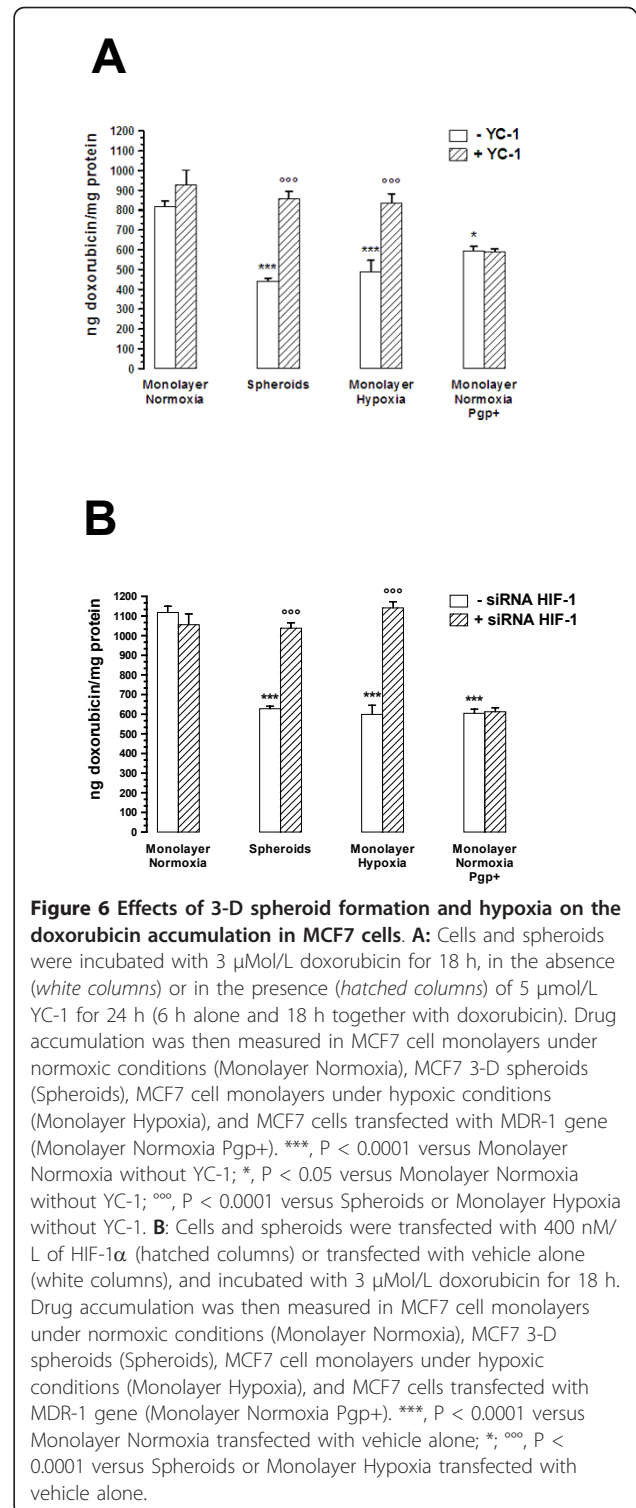 A
ng doxorubicin/mg protein
1200
1100
1000
900
800
700
600
500
400
300
200
100
0
- YC-1
+ YC-1
°°°
°°°
***
***
*
Monolayer
Normoxia
Spheroids
Monolayer
Hypoxia
Monolayer
Normoxia
Pgp+
B
ng doxorubicin/mg protein
1200
1100
1000
900
800
700
600
500
400
300
200
100
0
- siRNA HIF-1
+ siRNA HIF-1
°°°
°°°
***
***
***
Monolayer
Normoxia
Spheroids
Monolayer
Hypoxia
Monolayer
Normoxia
Pgp+
Figure 6 Effects of 3-D spheroid formation and hypoxia on the
doxorubicin accumulation in MCF7 cells. A: Cells and spheroids
were incubated with 3 μMol/L doxorubicin for 18 h, in the absence
(white columns) or in the presence (hatched columns) of 5 μmol/L
YC-1 for 24 h (6 h alone and 18 h together with doxorubicin). Drug
accumulation was then measured in MCF7 cell monolayers under
normoxic conditions (Monolayer Normoxia), MCF7 3-D spheroids
(Spheroids), MCF7 cell monolayers under hypoxic conditions
(Monolayer Hypoxia), and MCF7 cells transfected with MDR-1 gene
(Monolayer Normoxia Pgp+). ***, P < 0.0001 versus Monolayer
Normoxia without YC-1; *, P < 0.05 versus Monolayer Normoxia
without YC-1; °°°, P < 0.0001 versus Spheroids or Monolayer Hypoxia
without YC-1. B: Cells and spheroids were transfected with 400 nM/
L of HIF-1α (hatched columns) or transfected with vehicle alone
(white columns), and incubated with 3 μMol/L doxorubicin for 18 h.
Drug accumulation was then measured in MCF7 cell monolayers
under normoxic conditions (Monolayer Normoxia), MCF7 3-D
spheroids (Spheroids), MCF7 cell monolayers under hypoxic
conditions (Monolayer Hypoxia), and MCF7 cells transfected with
MDR-1 gene (Monolayer Normoxia Pgp+). ***, P < 0.0001 versus
Monolayer Normoxia transfected with vehicle alone; *; °°°, P <
0.0001 versus Spheroids or Monolayer Hypoxia transfected with
vehicle alone.